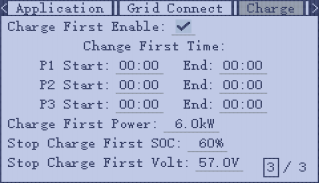 < Application Grid Connect Charge >
Charge First Enable: ✓
Change First Time:
P1 Start: 00:00 End: 00:00
P2 Start: 00:00 End: 00:00
P3 Start: 00:00 End: 00:00
Charge First Power: 6.0kW
Stop Charge First SOC: 60%
Stop Charge First Volt: 57.0V
3 / 3